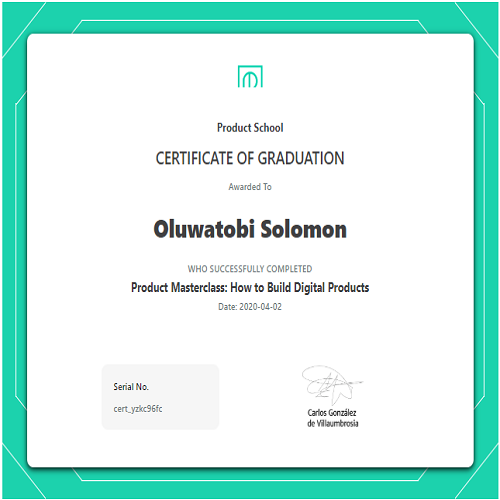 Product School
CERTIFICATE OF GRADUATION
Awarded To
Oluwatobi Solomon
WHO SUCCESSFULLY COMPLETED
Product Masterclass: How to Build Digital Products
Date: 2020-04-02
Serial No.
cert_yzkc96fc
Carlos González
de Villaumbrosia